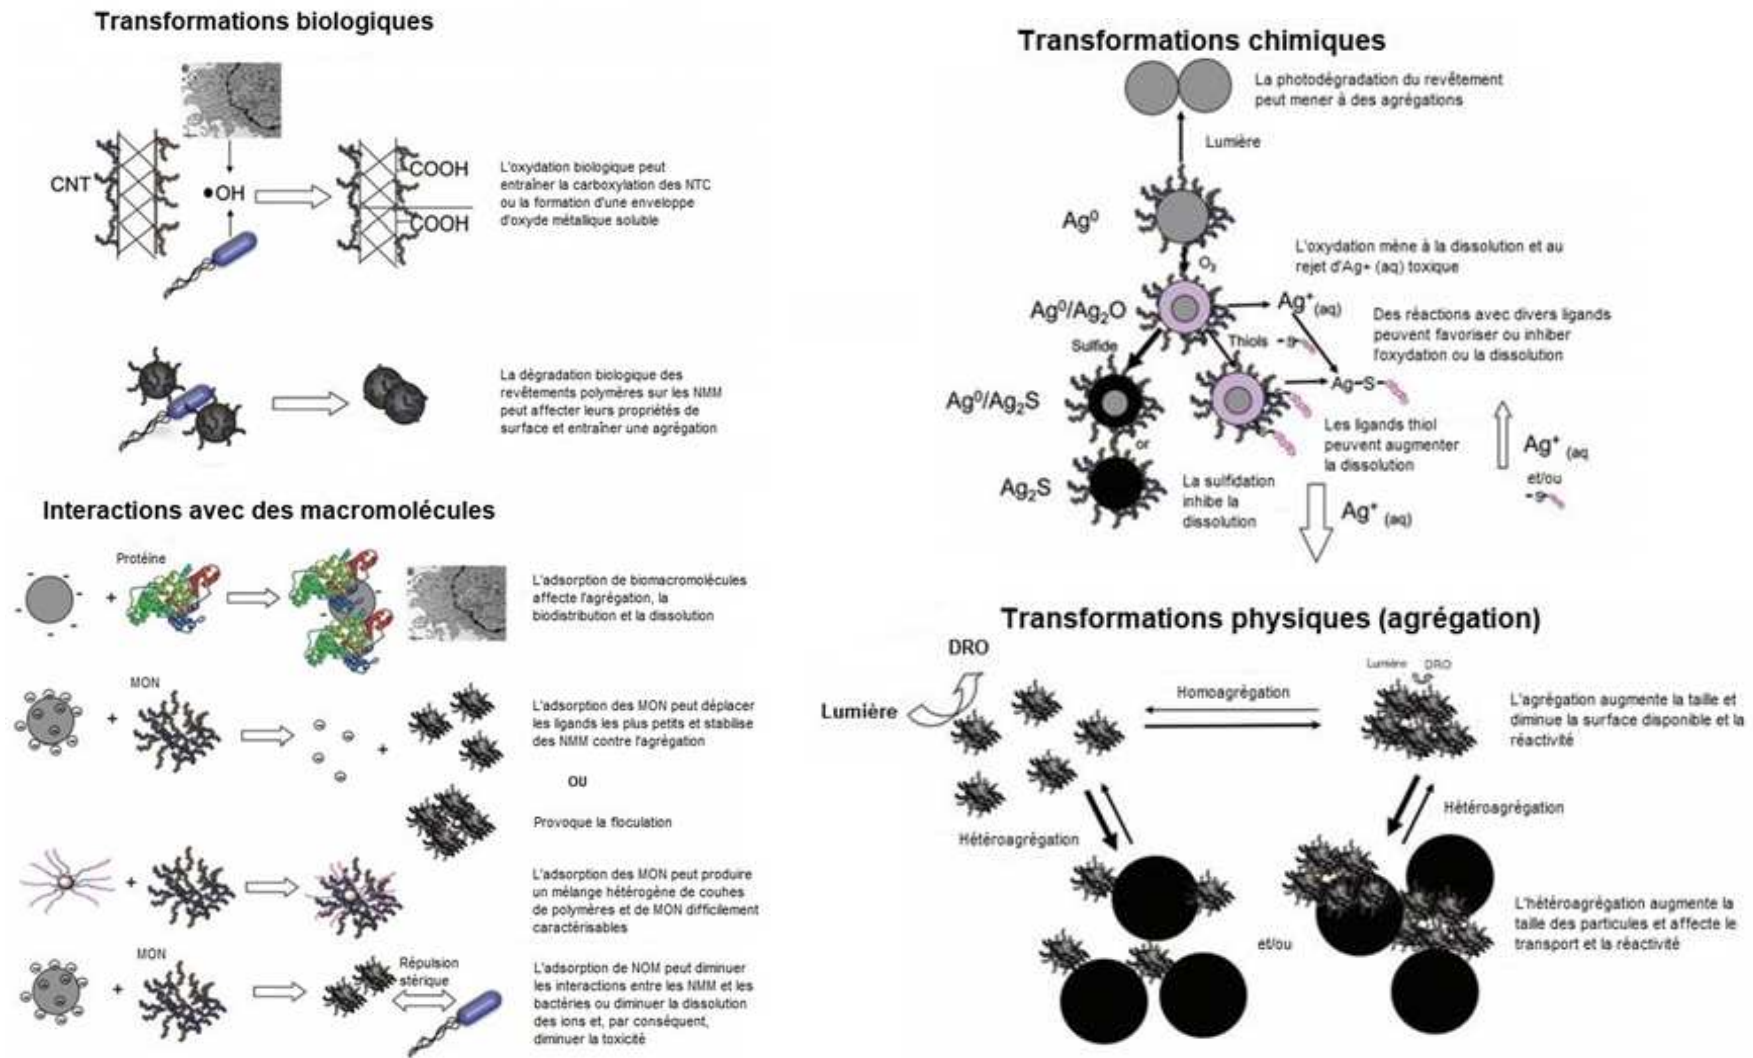 Transformations biologiques
CNT
•OH
COOH
COOH
L'oxydation biologique peut
entraîner la carboxylation des NTC
ou la formation d'une enveloppe
d'oxyde métallique soluble
La dégradation biologique des
revêtements polymères sur les NMM
peut affecter leurs propriétés de
surface et entraîner une agrégation
Interactions avec des macromolécules
Protéine
+
L'adsorption de biomacromolécules
affecte l'agrégation, la
biodistribution et la dissolution
MON
+
+
L'adsorption des MON peut déplacer
les ligands les plus petits et stabilise
des NMM contre l'agrégation
OU
Provoque la floculation
+
L'adsorption des MON peut produire
un mélange hétérogène de couhes
de polymères et de MON difficilement
caractérisables
MON
+
Répulsion
stérique
L'adsorption de NOM peut diminuer
les interactions entre les NMM et les
bactéries ou diminuer la dissolution
des ions et, par conséquent,
diminuer la toxicité
Transformations chimiques
La photodégradation du revêtement
peut mener à des agrégations
Lumière
Ag⁰
O₂
L'oxydation mène à la dissolution et au
rejet d'Ag+ (aq) toxique
Ag⁰/Ag₂O
Ag⁺(aq)
Des réactions avec divers ligands
peuvent favoriser ou inhiber
l'oxydation ou la dissolution
Sulfide
Thiols -S-
Ag-S-
Ag⁰/Ag₂S
or
Ag₂S
Les ligands thiol
peuvent augmenter
la dissolution
Ag⁺ (aq
et/ou
-S-
La sulfidation
inhibe la
dissolution
Ag⁺ (aq)
Transformations physiques (agrégation)
DRO
Lumière
Homoagrégation
Lumière DRO
L'agrégation augmente la taille et
diminue la surface disponible et la
réactivité
Hétéroagrégation
Hétéroagrégation
et/ou
L'hétéroagrégation augmente la
taille des particules et affecte le
transport et la réactivité